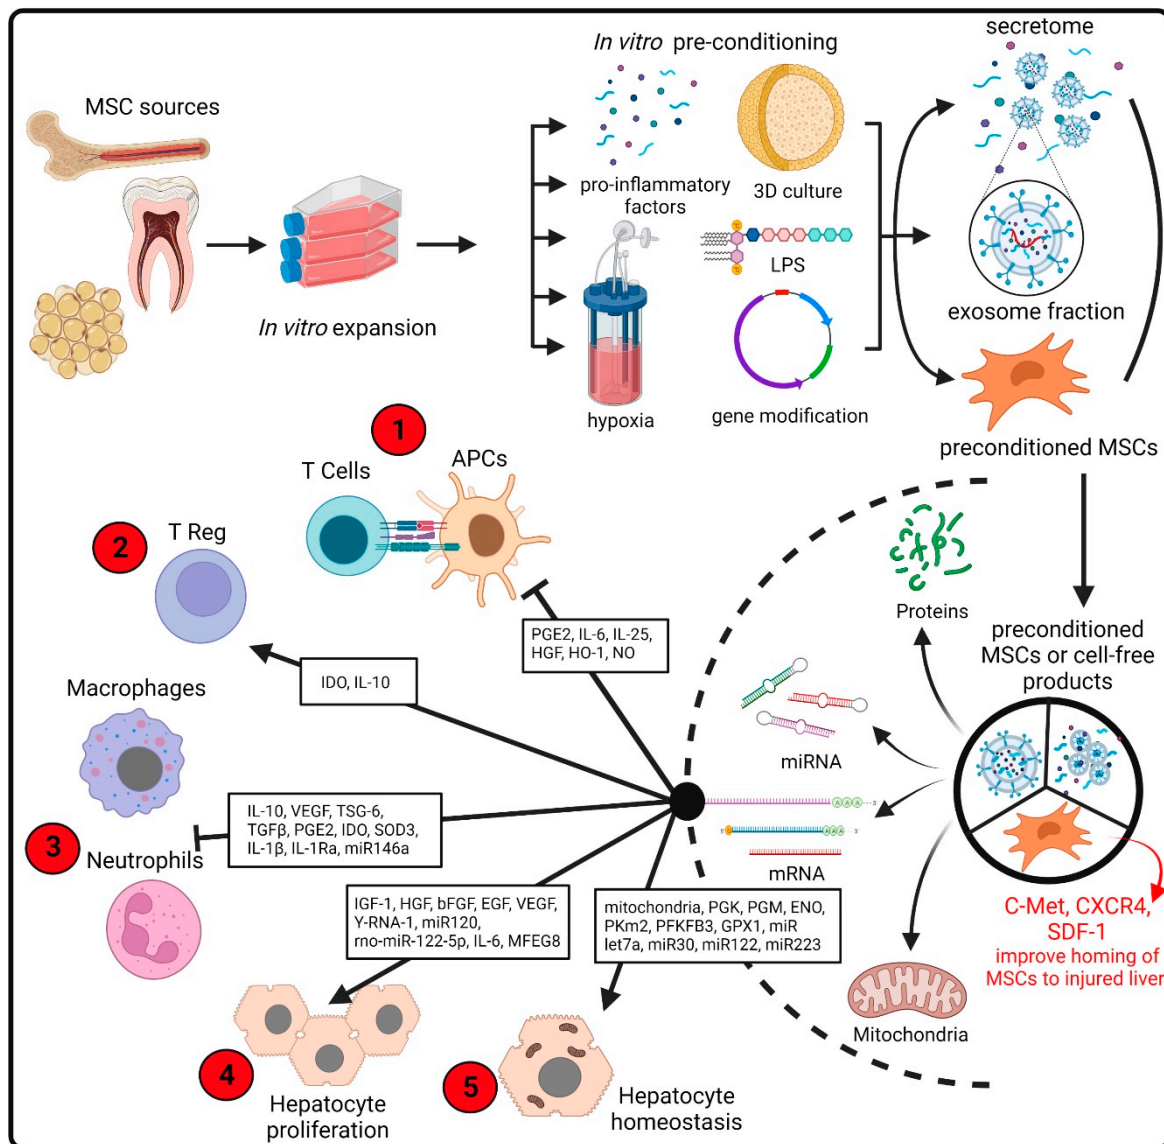 MSC sources
In vitro expansion
In vitro pre-conditioning
pro-inflammatory
factors
3D culture
LPS
P
P
hypoxia
gene modification
secretome
exosome fraction
preconditioned MSCs
1
T Cells
APCs
2
T Reg
PGE2, IL-6, IL-25,
HGF, HO-1, NO
IDO, IL-10
Macrophages
3
Neutrophils
IL-10, VEGF, TSG-6,
TGFβ, PGE2, IDO, SOD3,
IL-1β, IL-1Ra, miR146a
IGF-1, HGF, bFGF, EGF, VEGF,
Y-RNA-1, miR120,
rno-miR-122-5p, IL-6, MFEG8
mitochondria, PGK, PGM, ENO,
PKm2, PFKFB3, GPX1, miR
let7a, miR30, miR122, miR223
4
Hepatocyte
proliferation
5
Hepatocyte
homeostasis
Proteins
miRNA
AAA 3'
AAA 3'
mRNA
Mitochondria
preconditioned
MSCs or cell-free
products
C-Met, CXCR4,
SDF-1
improve homing of
MSCs to injured liver